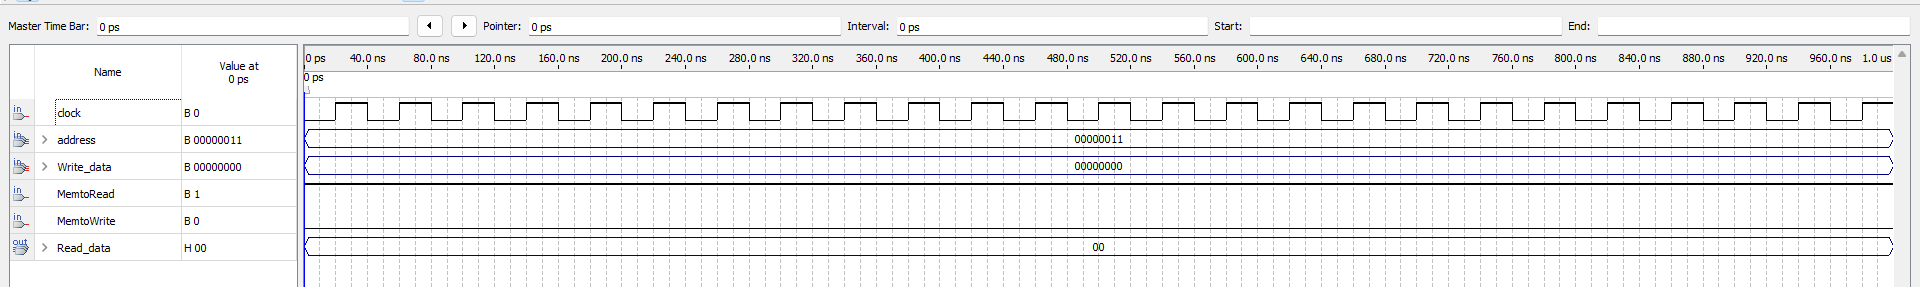 Master Time Bar: 0 ps Pointer: 0 ps Interval: 0 ps Start: End:
Name Value at 0 ps
0 ps 40.0 ns 80.0 ns 120.0 ns 160.0 ns 200.0 ns 240.0 ns 280.0 ns 320.0 ns 360.0 ns 400.0 ns 440.0 ns 480.0 ns 520.0 ns 560.0 ns 600.0 ns 640.0 ns 680.0 ns 720.0 ns 760.0 ns 800.0 ns 840.0 ns 880.0 ns 920.0 ns 960.0 ns 1.0 us
0 ps
in clock B 0
in > address B 00000011 00000011
in > Write_data B 00000000 00000000
in MemtoRead B 1
in MemtoWrite B 0
out > Read_data H 00 00